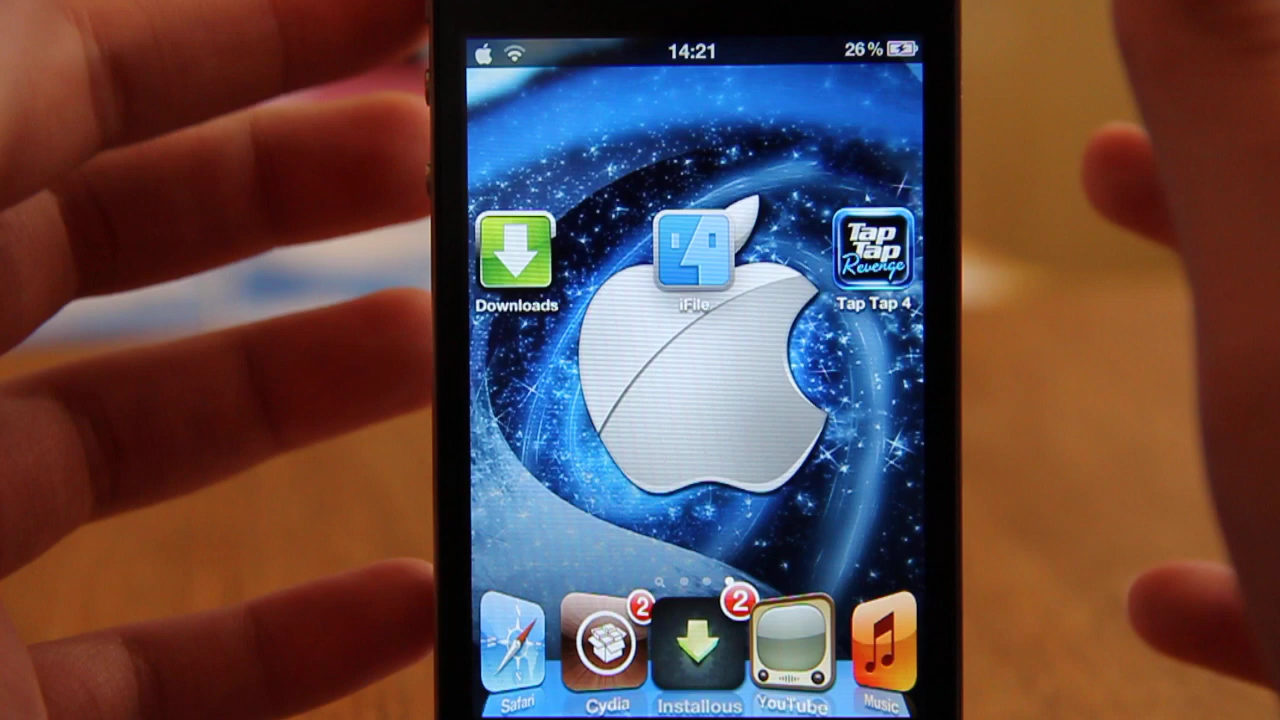 14:21
26%
Tap
Tap
Revenge
Downloads
iFile
Tap Tap 4
2
2
Safari
Cydia
Installous
YouTube
Music